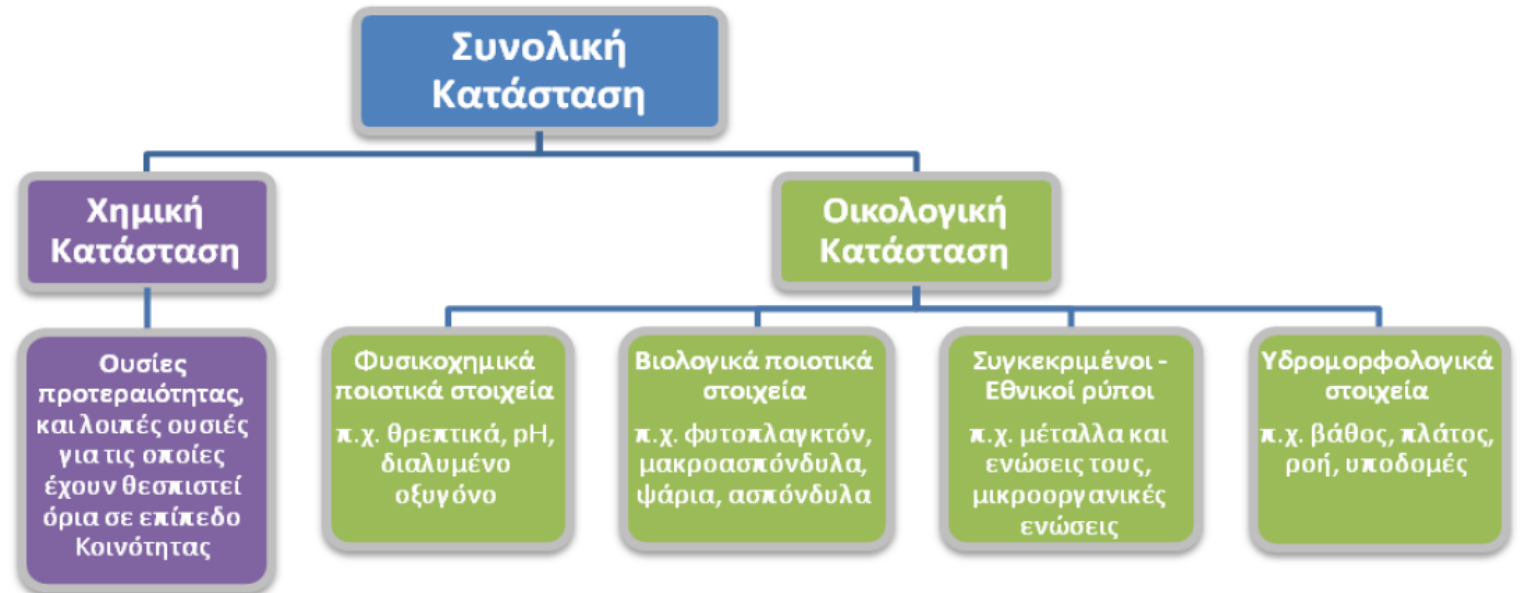 Συνολική
Κατάσταση
Χημική
Κατάσταση
Οικολογική
Κατάσταση
Ουσίες
προτεραιότητας,
και λοιπές ουσιές
για τις οποίες
έχουν θεσπιστεί
όρια σε επίπεδο
Κοινότητας
Φυσικοχημικά
ποιοτικά στοιχεία
π.χ. θρεπτικά, pH,
διαλυμένο
οξυγόνο
Βιολογικά ποιοτικά
στοιχεία
π.χ. φυτοπλαγκτόν,
μακροασπόνδυλα,
ψάρια, ασπόνδυλα
Συγκεκριμένοι -
Εθνικοί ρύποι
π.χ. μέταλλα και
ενώσεις τους,
μικροοργανικές
ενώσεις
Υδρομορφολογικά
στοιχεία
π.χ. βάθος, πλάτος,
ροή, υποδομές